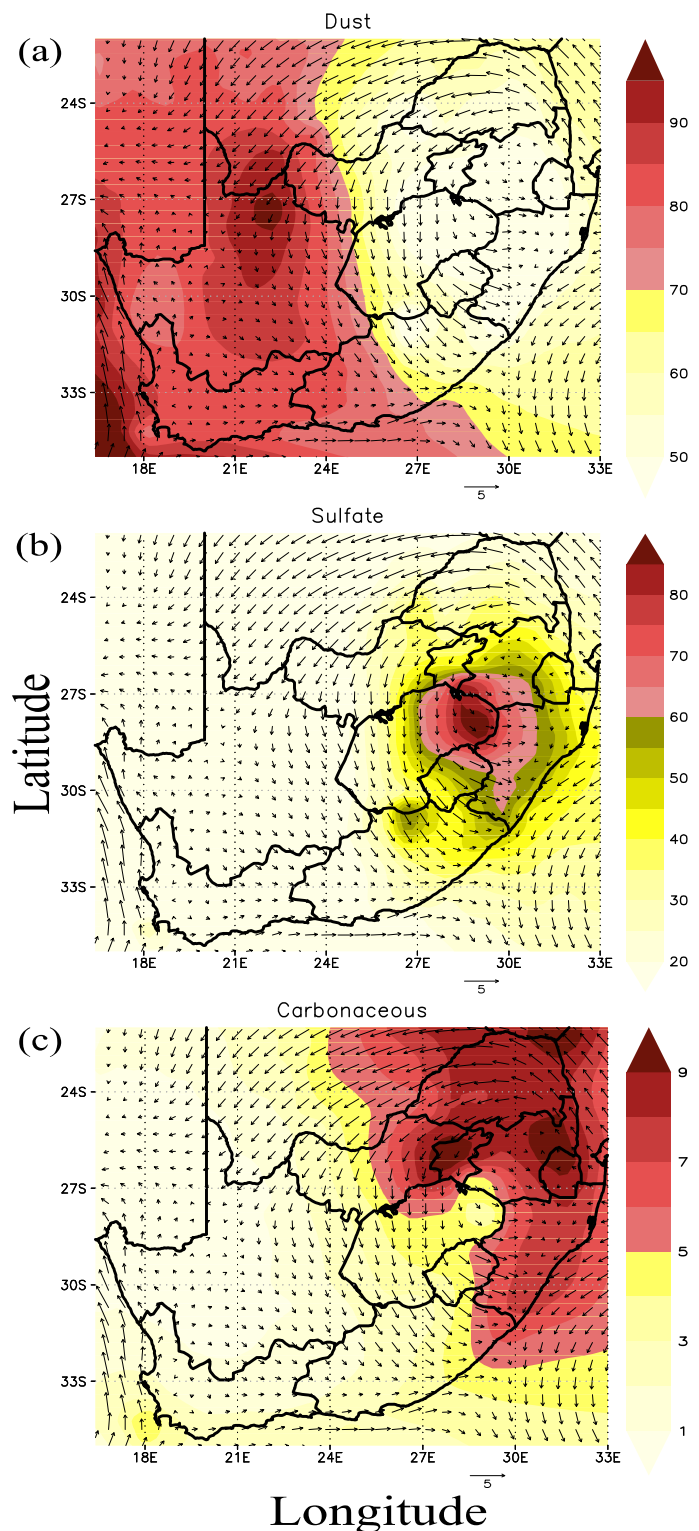 Dust
(a)
24S
27S
30S
33S
18E 21E 24E 27E 30E 33E
90
80
70
60
50
5
Sulfate
(b)
24S
27S
30S
33S
18E 21E 24E 27E 30E 33E
80
70
60
50
40
30
20
5
Latitude
Carbonaceous
(c)
24S
27S
30S
33S
18E 21E 24E 27E 30E 33E
9
7
5
3
1
5
Longitude